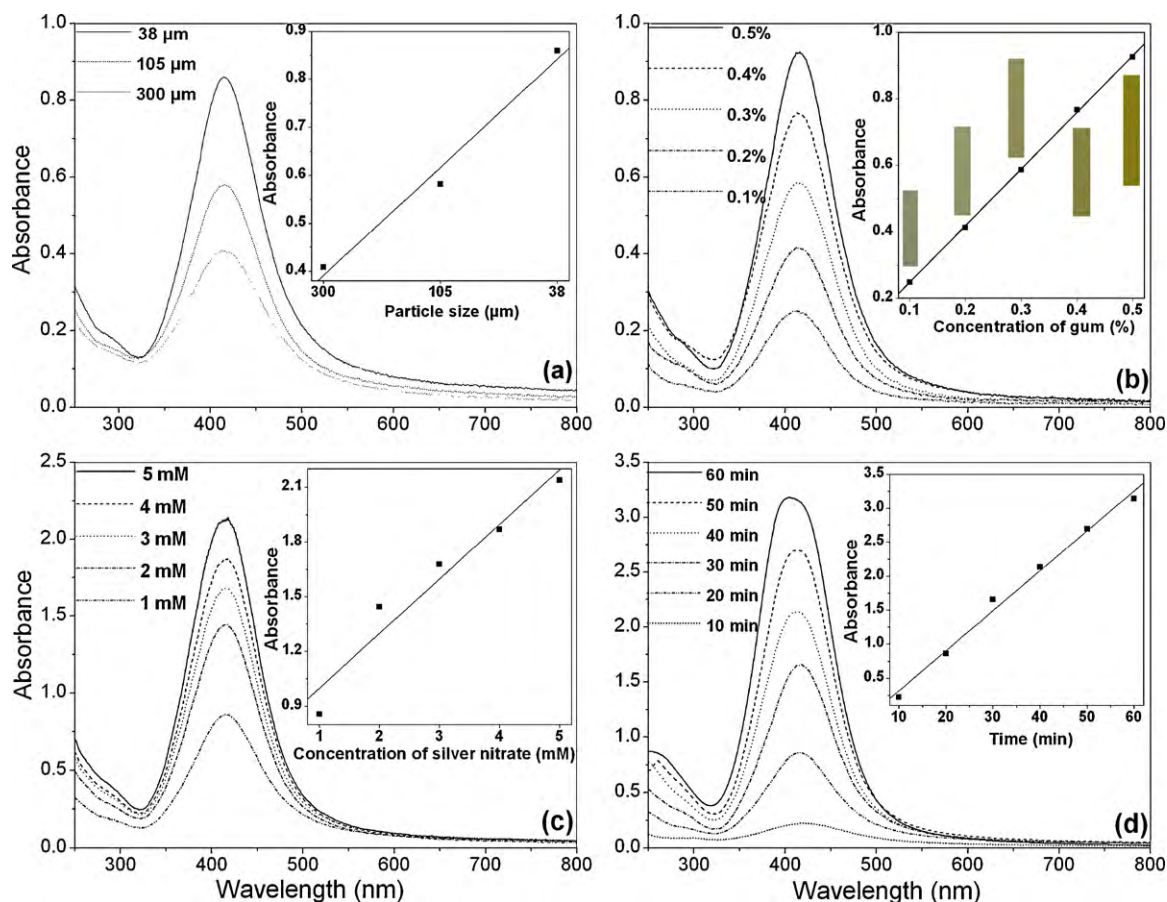 1.0
0.8
0.6
0.4
0.2
0.0
Absorbance
38 µm
105 µm
300 µm
0.9
0.8
0.7
0.6
0.5
0.4
Absorbance
300 105 38
Particle size (µm)
(a)
300 400 500 600 700 800
1.0
0.8
0.6
0.4
0.2
0.0
0.5%
0.4%
0.3%
0.2%
0.1%
1.0
0.8
0.6
0.4
0.2
Absorbance
0.1 0.2 0.3 0.4 0.5
Concentration of gum (%)
(b)
300 400 500 600 700 800
2.5
2.0
1.5
1.0
0.5
0.0
Absorbance
5 mM
4 mM
3 mM
2 mM
1 mM
2.1
1.8
1.5
1.2
0.9
Absorbance
1 2 3 4 5
Concentration of silver nitrate (mM)
(c)
300 400 500 600 700 800
Wavelength (nm)
3.5
3.0
2.5
2.0
1.5
1.0
0.5
0.0
60 min
50 min
40 min
30 min
20 min
10 min
3.5
3.0
2.5
2.0
1.5
1.0
0.5
Absorbance
10 20 30 40 50 60
Time (min)
(d)
300 400 500 600 700 800
Wavelength (nm)